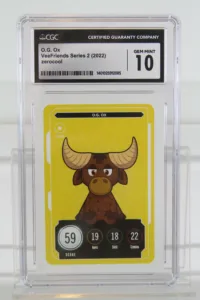 CGC
CERTIFIED GUARANTY COMPANY
O.G. Ox
VeeFriends Series 2 (2022)
zerocool
GEM MINT
10
O.G. Ox
59
19
18
22